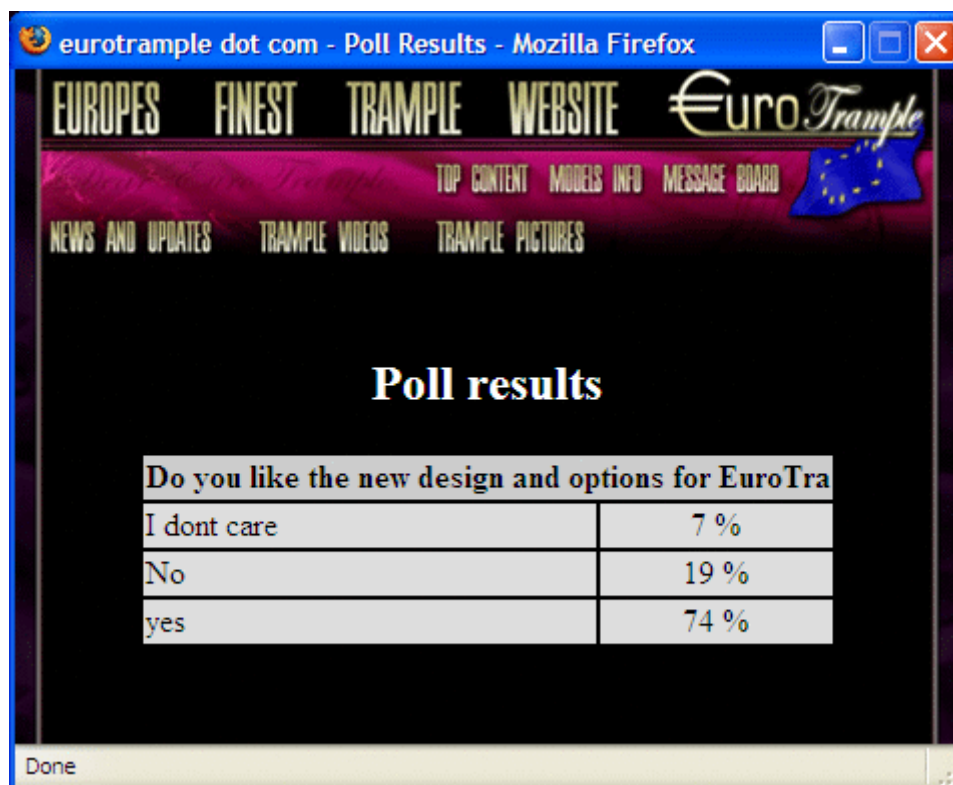 eurotrample dot com - Poll Results - Mozilla Firefox
EUROPES FINEST TRAMPLE WEBSITE €uro Trample
TOP CONTENT MODELS INFO MESSAGE BOARD
NEWS AND UPDATES TRAMPLE VIDEOS TRAMPLE PICTURES
Poll results
Do you like the new design and options for EuroTra
I dont care 7 %
No 19 %
yes 74 %
Done